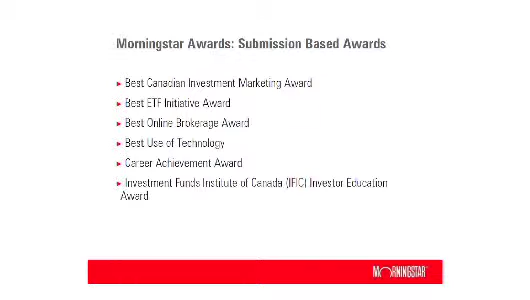 Morningstar Awards: Submission Based Awards
► Best Canadian Investment Marketing Award
► Best ETF Initiative Award
► Best Online Brokerage Award
► Best Use of Technology
► Career Achievement Award
► Investment Funds Institute of Canada (IFIC) Investor Education
Award
MORNINGSTAR